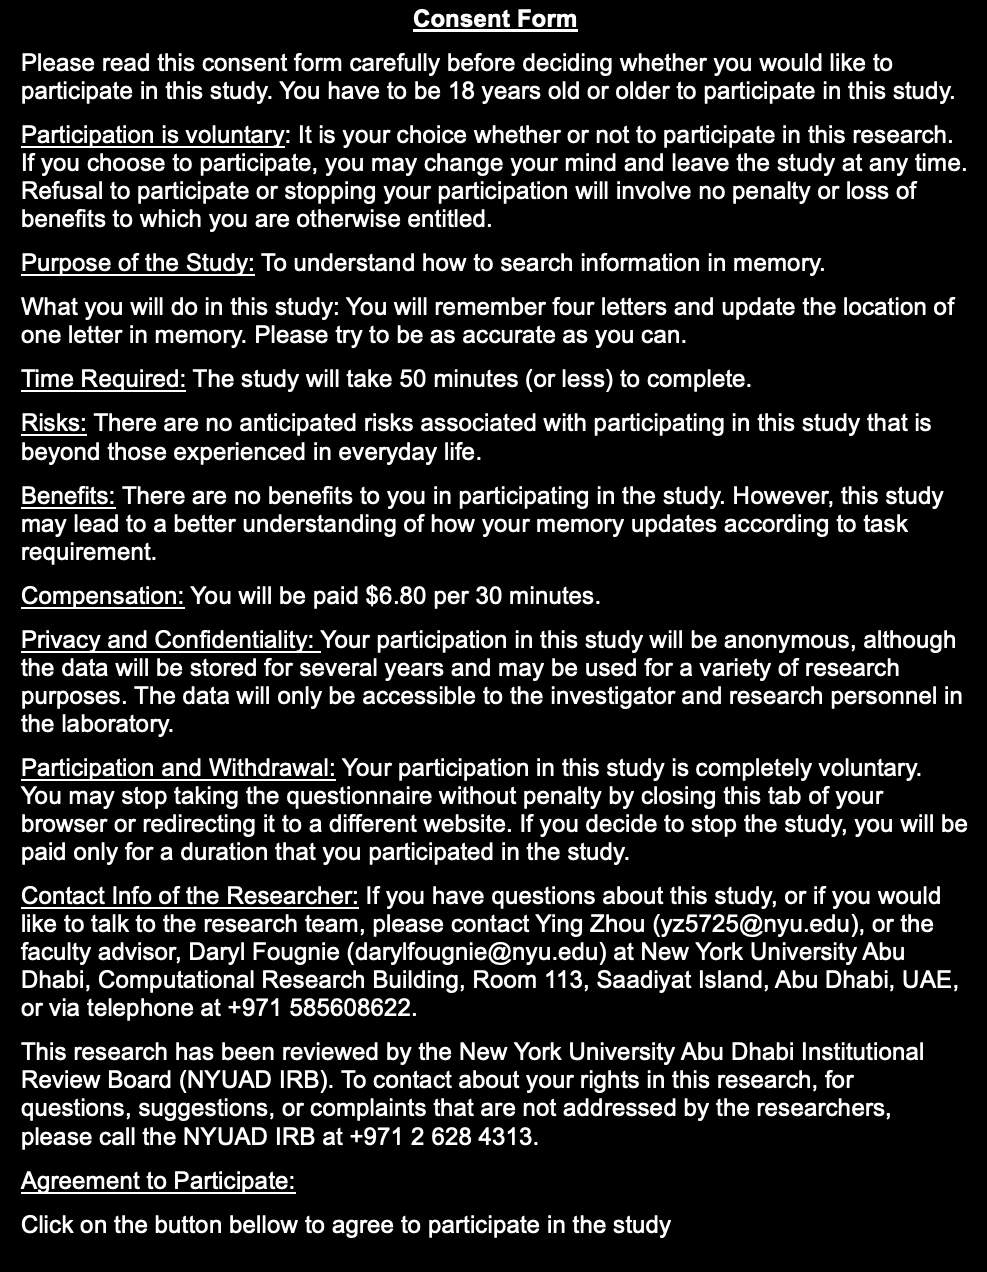 Consent Form
Please read this consent form carefully before deciding whether you would like to
participate in this study. You have to be 18 years old or older to participate in this study.
Participation is voluntary: It is your choice whether or not to participate in this research.
If you choose to participate, you may change your mind and leave the study at any time.
Refusal to participate or stopping your participation will involve no penalty or loss of
benefits to which you are otherwise entitled.
Purpose of the Study: To understand how to search information in memory.
What you will do in this study: You will remember four letters and update the location of
one letter in memory. Please try to be as accurate as you can.
Time Required: The study will take 50 minutes (or less) to complete.
Risks: There are no anticipated risks associated with participating in this study that is
beyond those experienced in everyday life.
Benefits: There are no benefits to you in participating in the study. However, this study
may lead to a better understanding of how your memory updates according to task
requirement.
Compensation: You will be paid $6.80 per 30 minutes.
Privacy and Confidentiality: Your participation in this study will be anonymous, although
the data will be stored for several years and may be used for a variety of research
purposes. The data will only be accessible to the investigator and research personnel in
the laboratory.
Participation and Withdrawal: Your participation in this study is completely voluntary.
You may stop taking the questionnaire without penalty by closing this tab of your
browser or redirecting it to a different website. If you decide to stop the study, you will be
paid only for a duration that you participated in the study.
Contact Info of the Researcher: If you have questions about this study, or if you would
like to talk to the research team, please contact Ying Zhou (yz5725@nyu.edu), or the
faculty advisor, Daryl Fougnie (darylfougnie@nyu.edu) at New York University Abu
Dhabi, Computational Research Building, Room 113, Saadiyat Island, Abu Dhabi, UAE,
or via telephone at +971 585608622.
This research has been reviewed by the New York University Abu Dhabi Institutional
Review Board (NYUAD IRB). To contact about your rights in this research, for
questions, suggestions, or complaints that are not addressed by the researchers,
please call the NYUAD IRB at +971 2 628 4313.
Agreement to Participate:
Click on the button bellow to agree to participate in the study